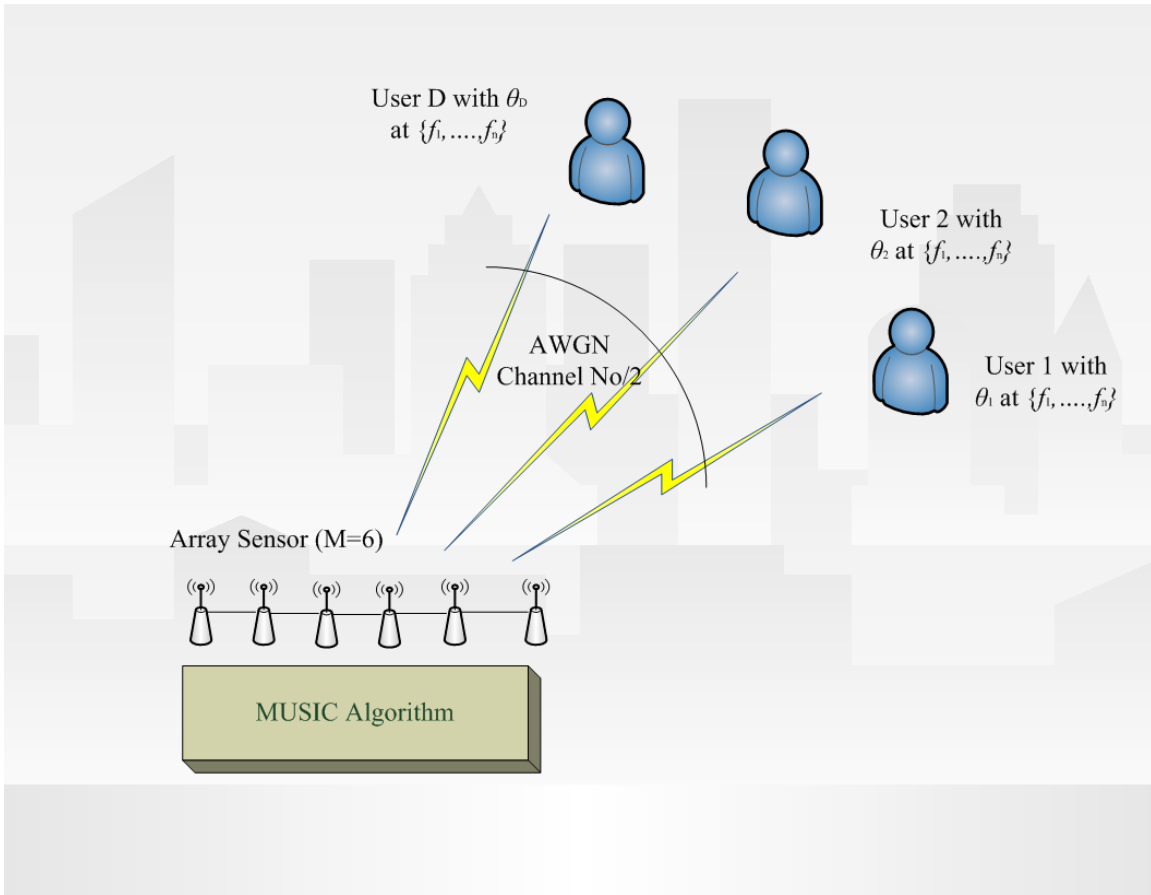 User D with θD
at {f1,....,fn}
User 2 with
θ2 at {f1,....,fn}
AWGN
Channel No/2
User 1 with
θ1 at {f1,....,fn}
Array Sensor (M=6)
MUSIC Algorithm